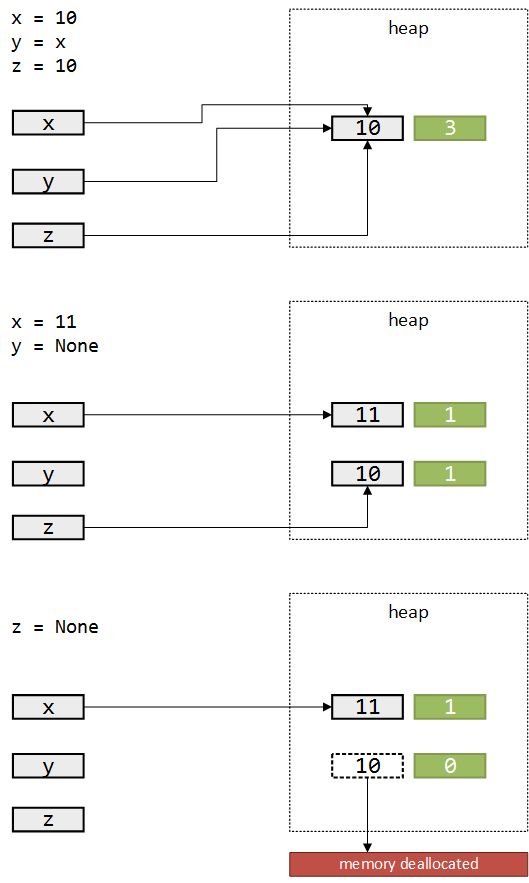 x = 10
y = x
z = 10
heap
x
10
3
y
z
x = 11
y = None
heap
x
11
1
y
10
1
z
z = None
heap
x
11
1
y
10
0
z
memory deallocated